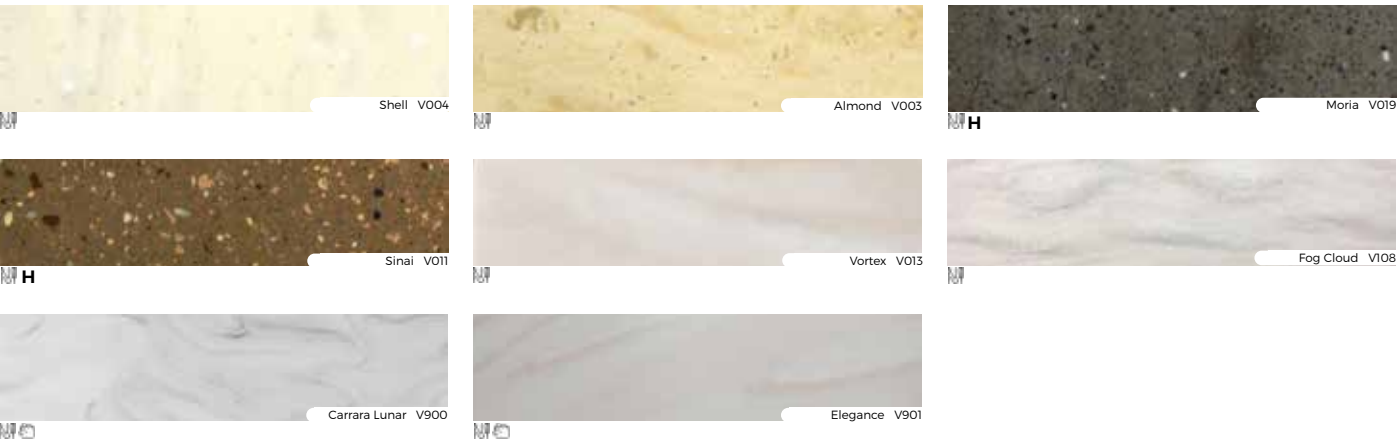 Shell V004
Almond V003
Moria V019
H
Sinai V011
Vortex V013
Fog Cloud V108
H
Carrara Lunar V900
Elegance V901